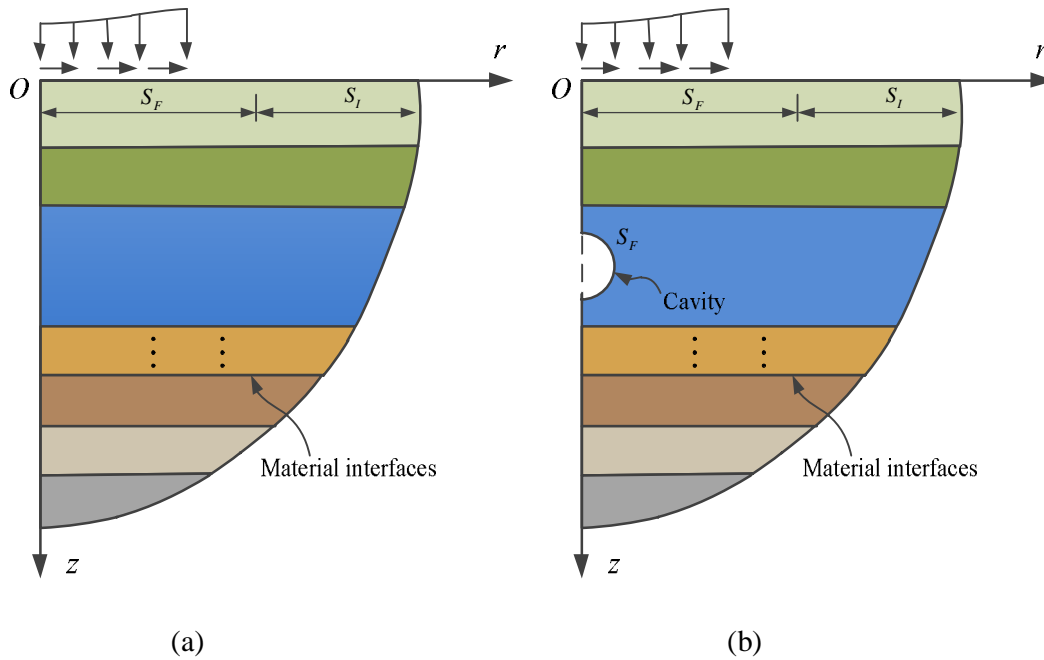 r
O
S_F
S_I
Material interfaces
z
(a)
r
O
S_F
S_I
S_F
Cavity
Material interfaces
z
(b)